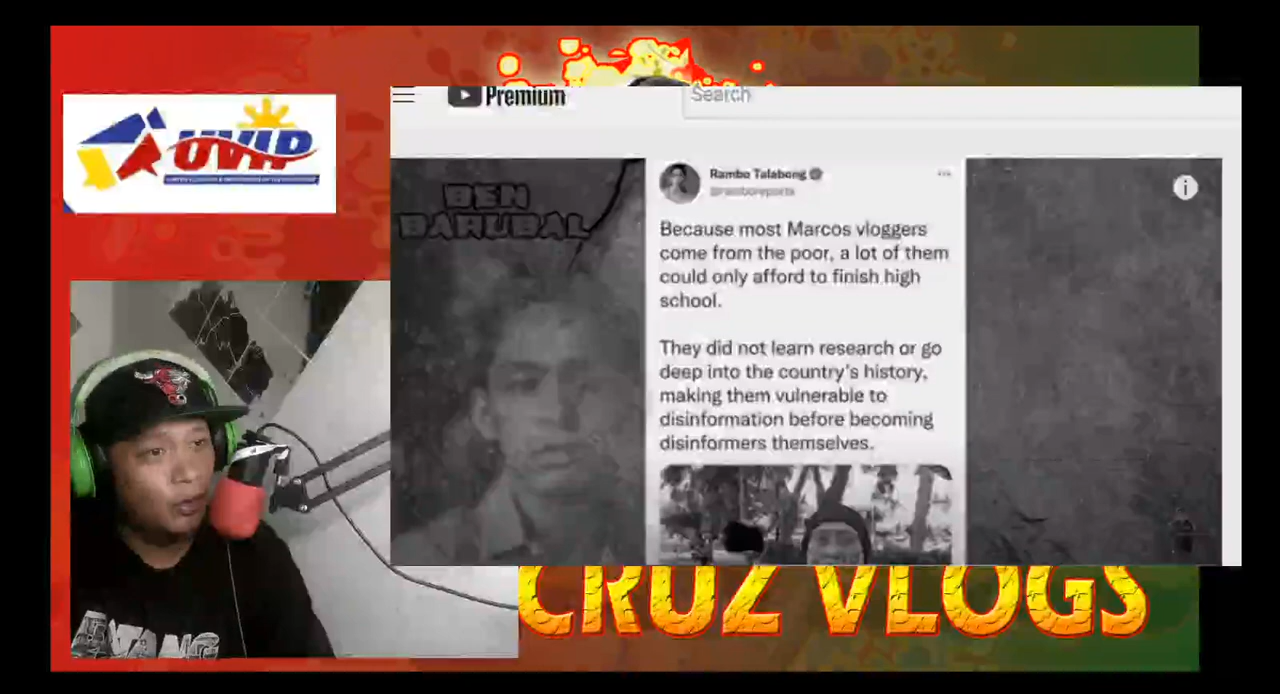 Premium
Search
UVIP
BEN
BAHUBAL
Rambo Talabong
@ramboreports
Because most Marcos vloggers
come from the poor, a lot of them
could only afford to finish high
school.
They did not learn research or go
deep into the country's history,
making them vulnerable to
disinformation before becoming
disinformers themselves.
CRUZ VLOGS